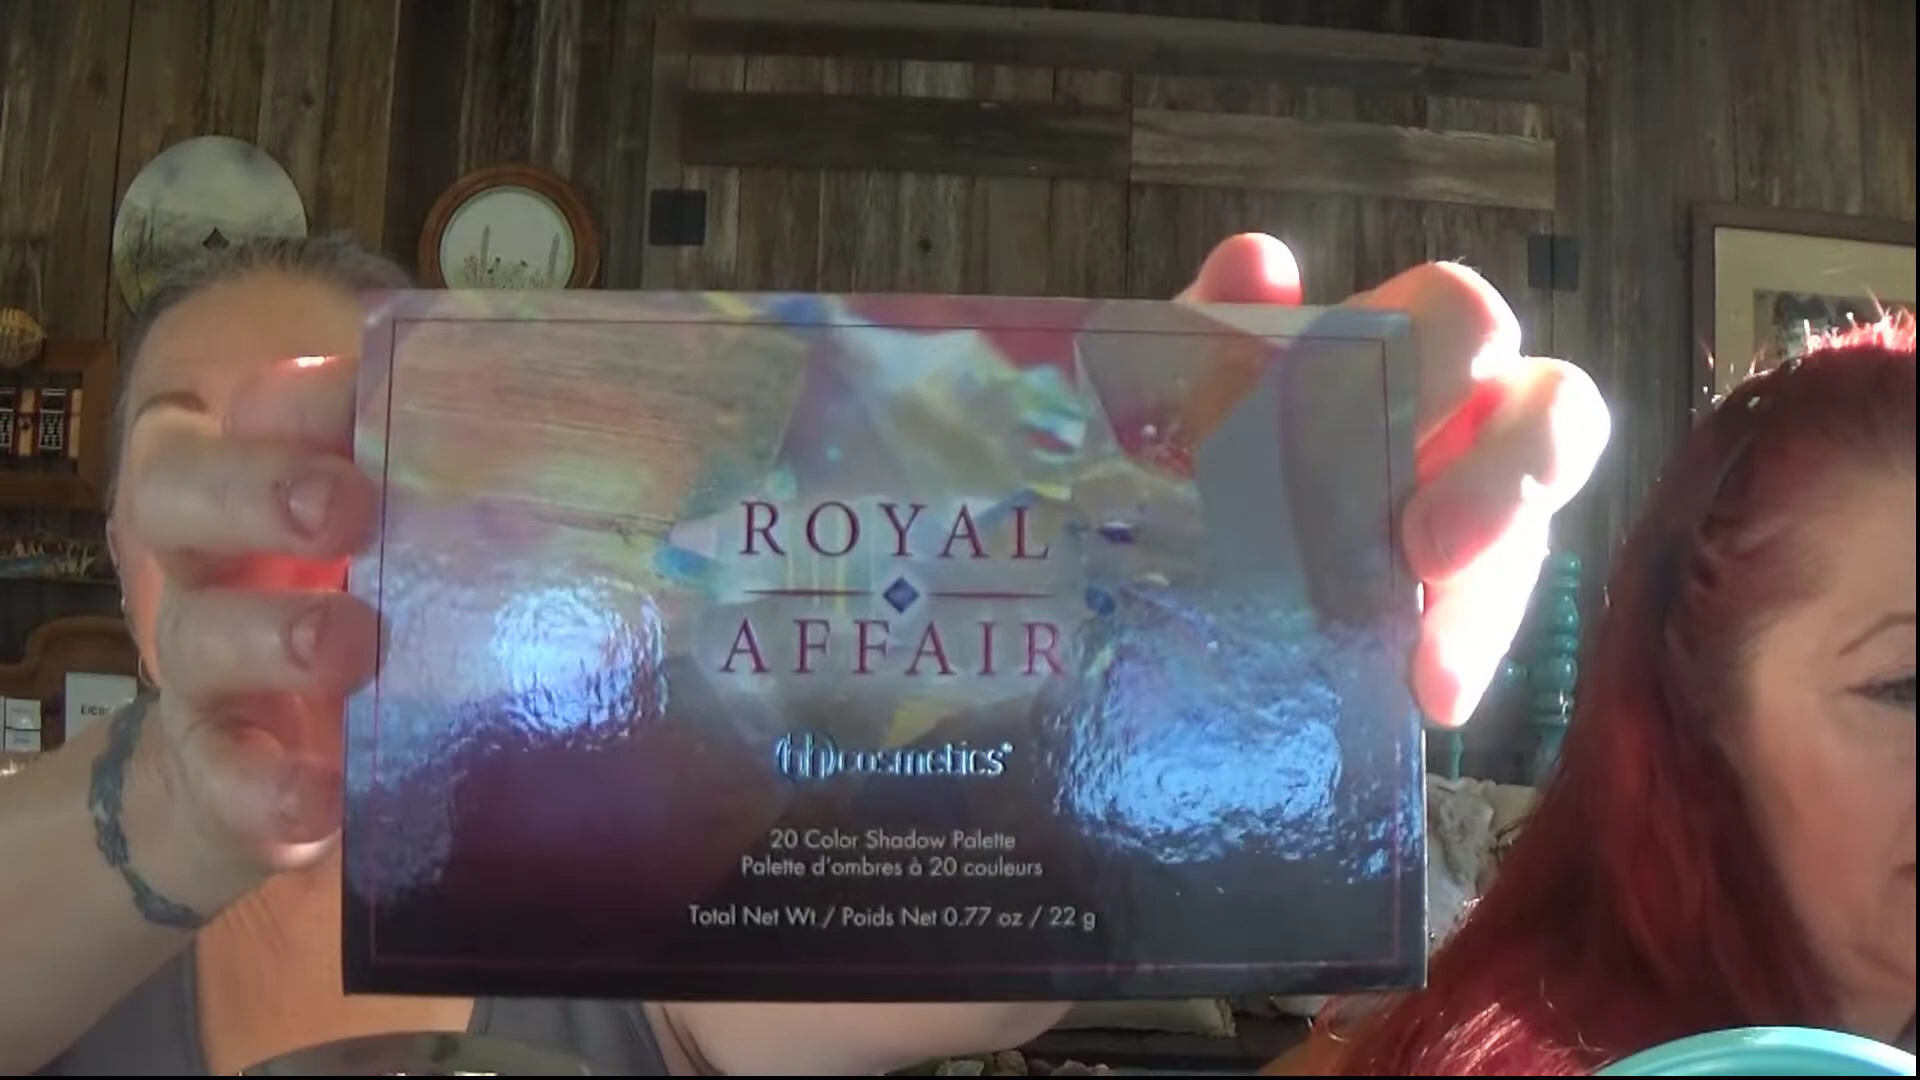 ROYAL
AFFAIR
bh cosmetics®
20 Color Shadow Palette
Palette d'ombres à 20 couleurs
Total Net Wt / Poids Net 0.77 oz / 22 g